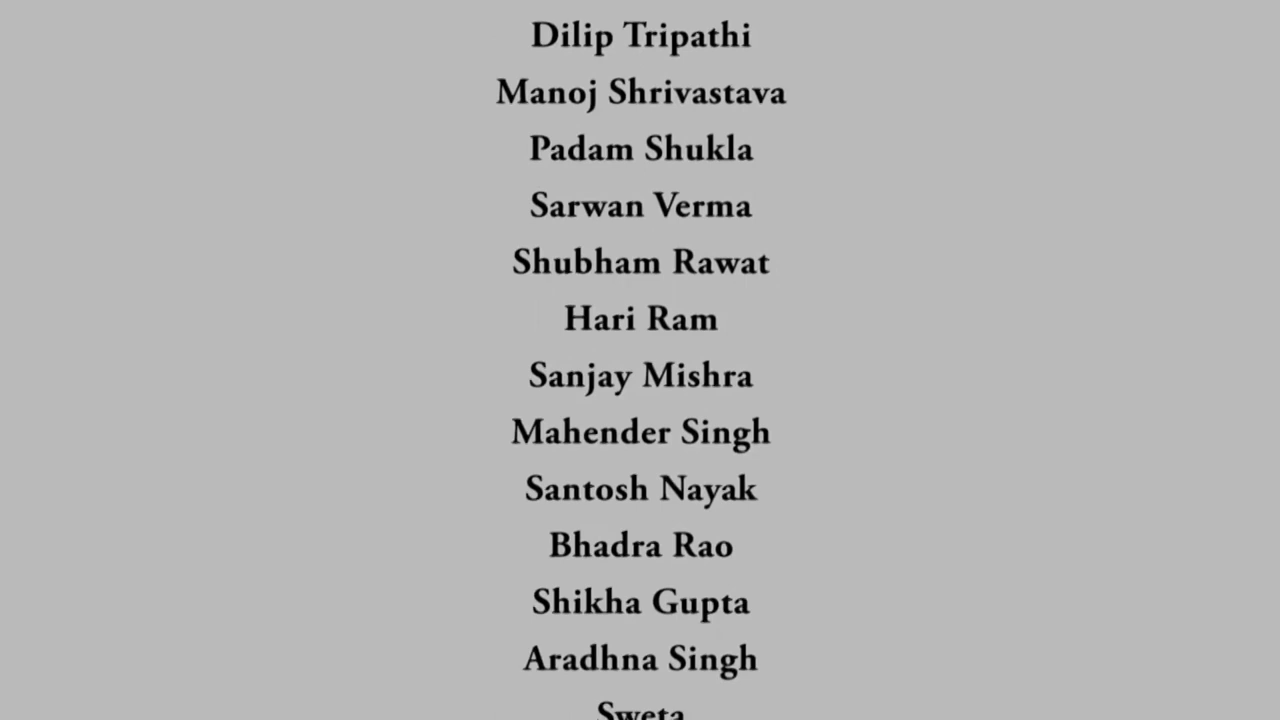 Dilip Tripathi
Manoj Shrivastava
Padam Shukla
Sarwan Verma
Shubham Rawat
Hari Ram
Sanjay Mishra
Mahender Singh
Santosh Nayak
Bhadra Rao
Shikha Gupta
Aradhna Singh
Sweta